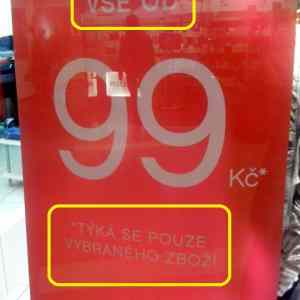 VŠE OD
99
Kč*
*TÝKÁ SE POUZE
VYBRANÉHO ZBOŽÍ